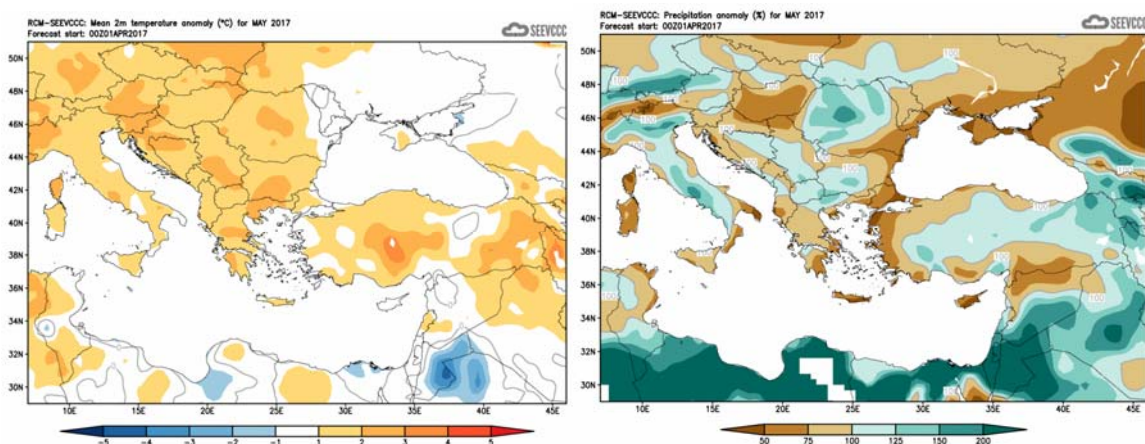 RCM-SEEVCCC: Mean 2m temperature anomaly (°C) for MAY 2017
Forecast start: 00Z01APR2017
SEEVCCC
50N
48N
46N
44N
42N
40N
38N
36N
34N
32N
30N
10E 15E 20E 25E 30E 35E 40E 45E
-5 -4 -3 -2 -1 1 2 3 4 5
RCM-SEEVCCC: Precipitation anomaly (%) for MAY 2017
Forecast start: 00Z01APR2017
SEEVCCC
50N
48N
46N
44N
42N
40N
38N
36N
34N
32N
30N
10E 15E 20E 25E 30E 35E 40E 45E
50 75 100 125 150 200